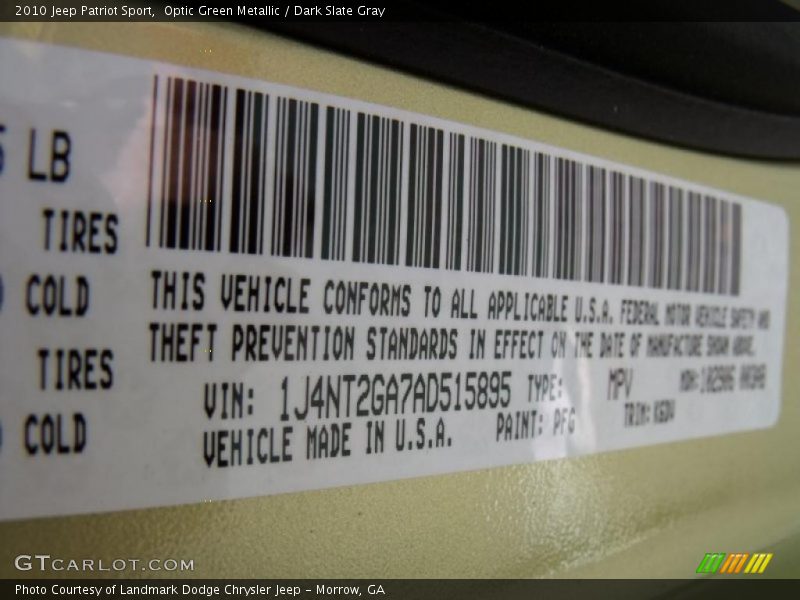 2010 Jeep Patriot Sport,  Optic Green Metallic / Dark Slate Gray
LB
TIRES
COLD
TIRES
COLD
THIS VEHICLE CONFORMS TO ALL APPLICABLE U.S.A. FEDERAL MOTOR VEHICLE SAFETY AND
THEFT PREVENTION STANDARDS IN EFFECT ON THE DATE OF MANUFACTURE SHOWN ABOVE.
VIN: 1J4NT2GA7AD515895 TYPE: MPV MDH:
VEHICLE MADE IN U.S.A. PAINT: PFG TRIM:
GTCARLOT.COM
Photo Courtesy of Landmark Dodge Chrysler Jeep - Morrow, GA